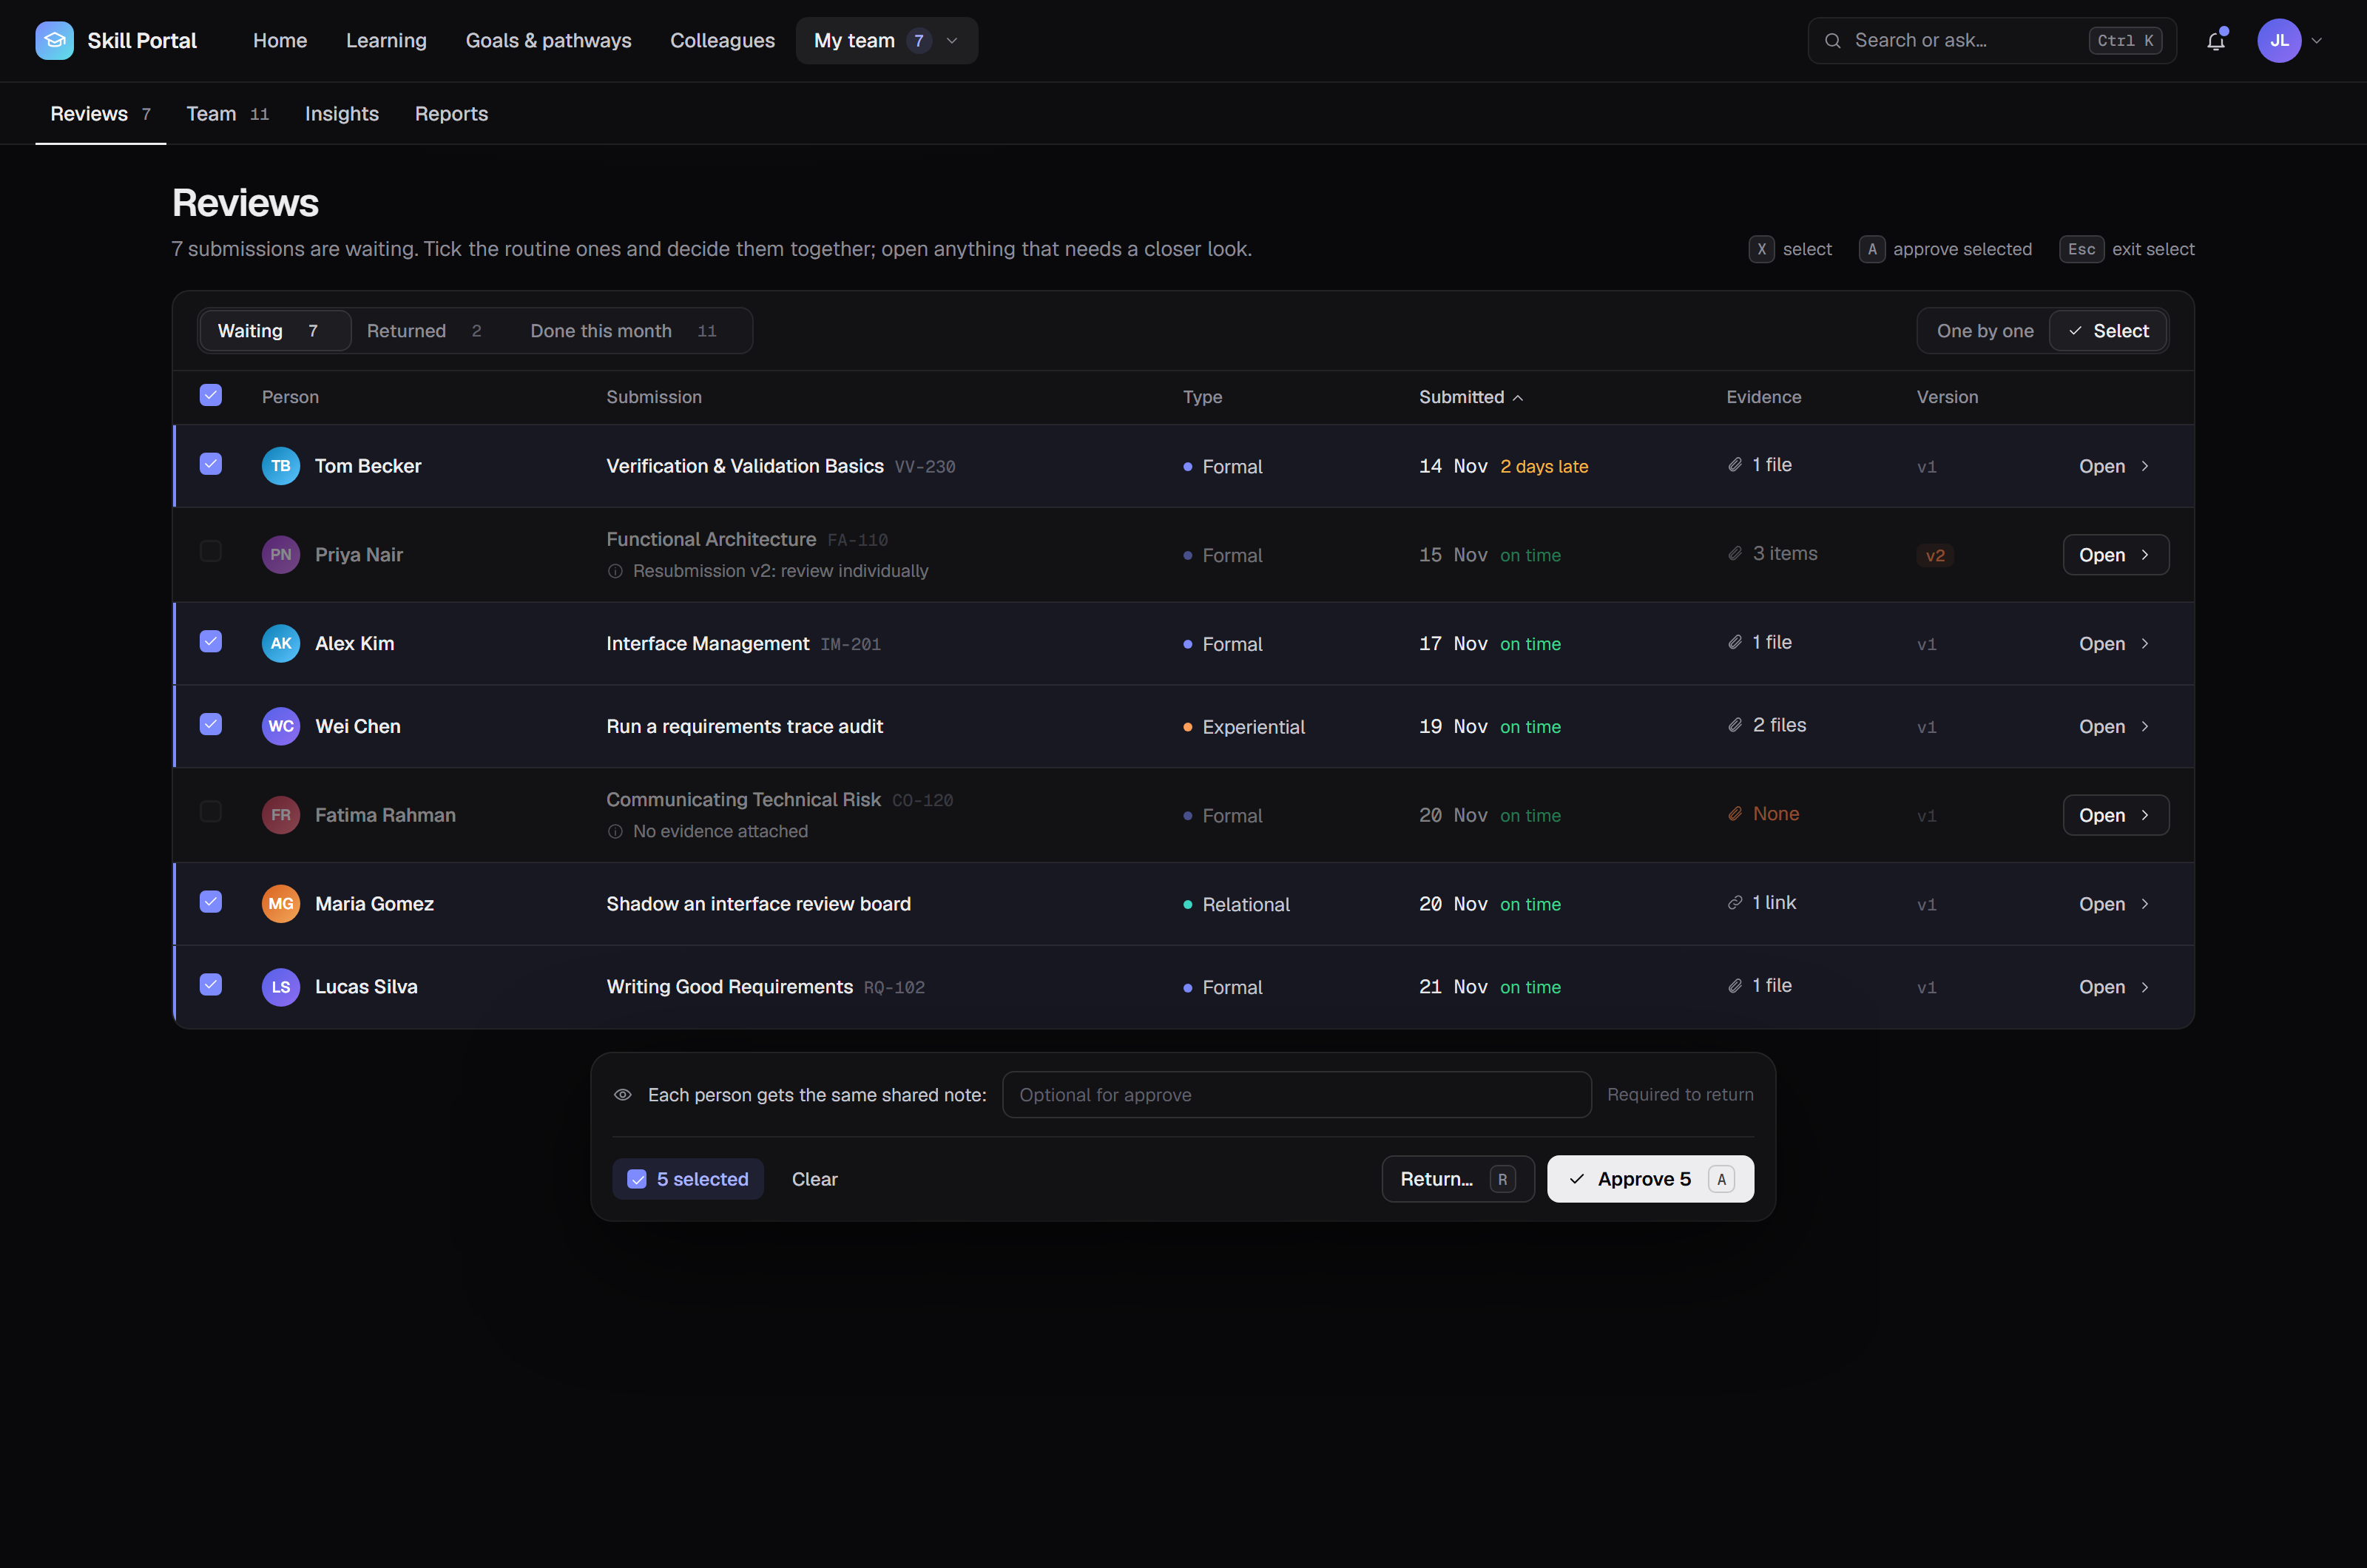 Skill Portal Home Learning Goals & pathways Colleagues My team 7 Search or ask... Ctrl K JL
Reviews 7 Team 11 Insights Reports
Reviews
7 submissions are waiting. Tick the routine ones and decide them together; open anything that needs a closer look. X select A approve selected Esc exit select
Waiting 7 Returned 2 Done this month 11 One by one Select
Person Submission Type Submitted Evidence Version
TB Tom Becker Verification & Validation Basics VV-230 Formal 14 Nov 2 days late 1 file v1 Open
PN Priya Nair Functional Architecture FA-110 Formal 15 Nov on time 3 items v2 Open
Resubmission v2: review individually
AK Alex Kim Interface Management IM-201 Formal 17 Nov on time 1 file v1 Open
WC Wei Chen Run a requirements trace audit Experiential 19 Nov on time 2 files v1 Open
FR Fatima Rahman Communicating Technical Risk CO-120 Formal 20 Nov on time None v1 Open
No evidence attached
MG Maria Gomez Shadow an interface review board Relational 20 Nov on time 1 link v1 Open
LS Lucas Silva Writing Good Requirements RQ-102 Formal 21 Nov on time 1 file v1 Open
Each person gets the same shared note: Optional for approve Required to return
5 selected Clear Return... R Approve 5 A